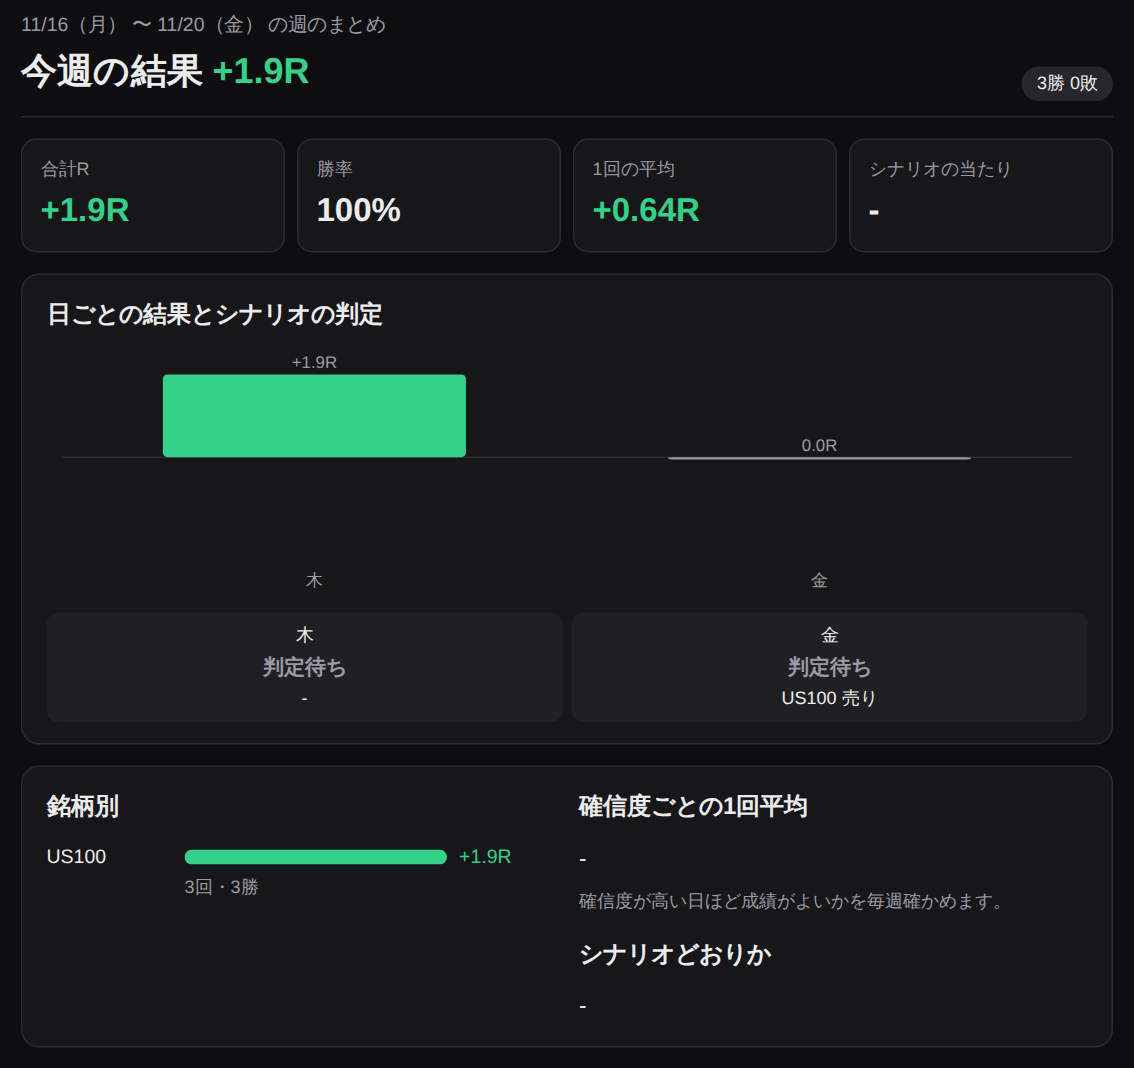 11/16（月） 〜 11/20（金） の週のまとめ
今週の結果 +1.9R
3勝 0敗
合計R
+1.9R
勝率
100%
1回の平均
+0.64R
シナリオの当たり
-
日ごとの結果とシナリオの判定
+1.9R
0.0R
木
金
木
判定待ち
-
金
判定待ち
US100 売り
銘柄別
US100
+1.9R
3回・3勝
確信度ごとの1回平均
-
確信度が高い日ほど成績がよいかを毎週確かめます。
シナリオどおりか
-